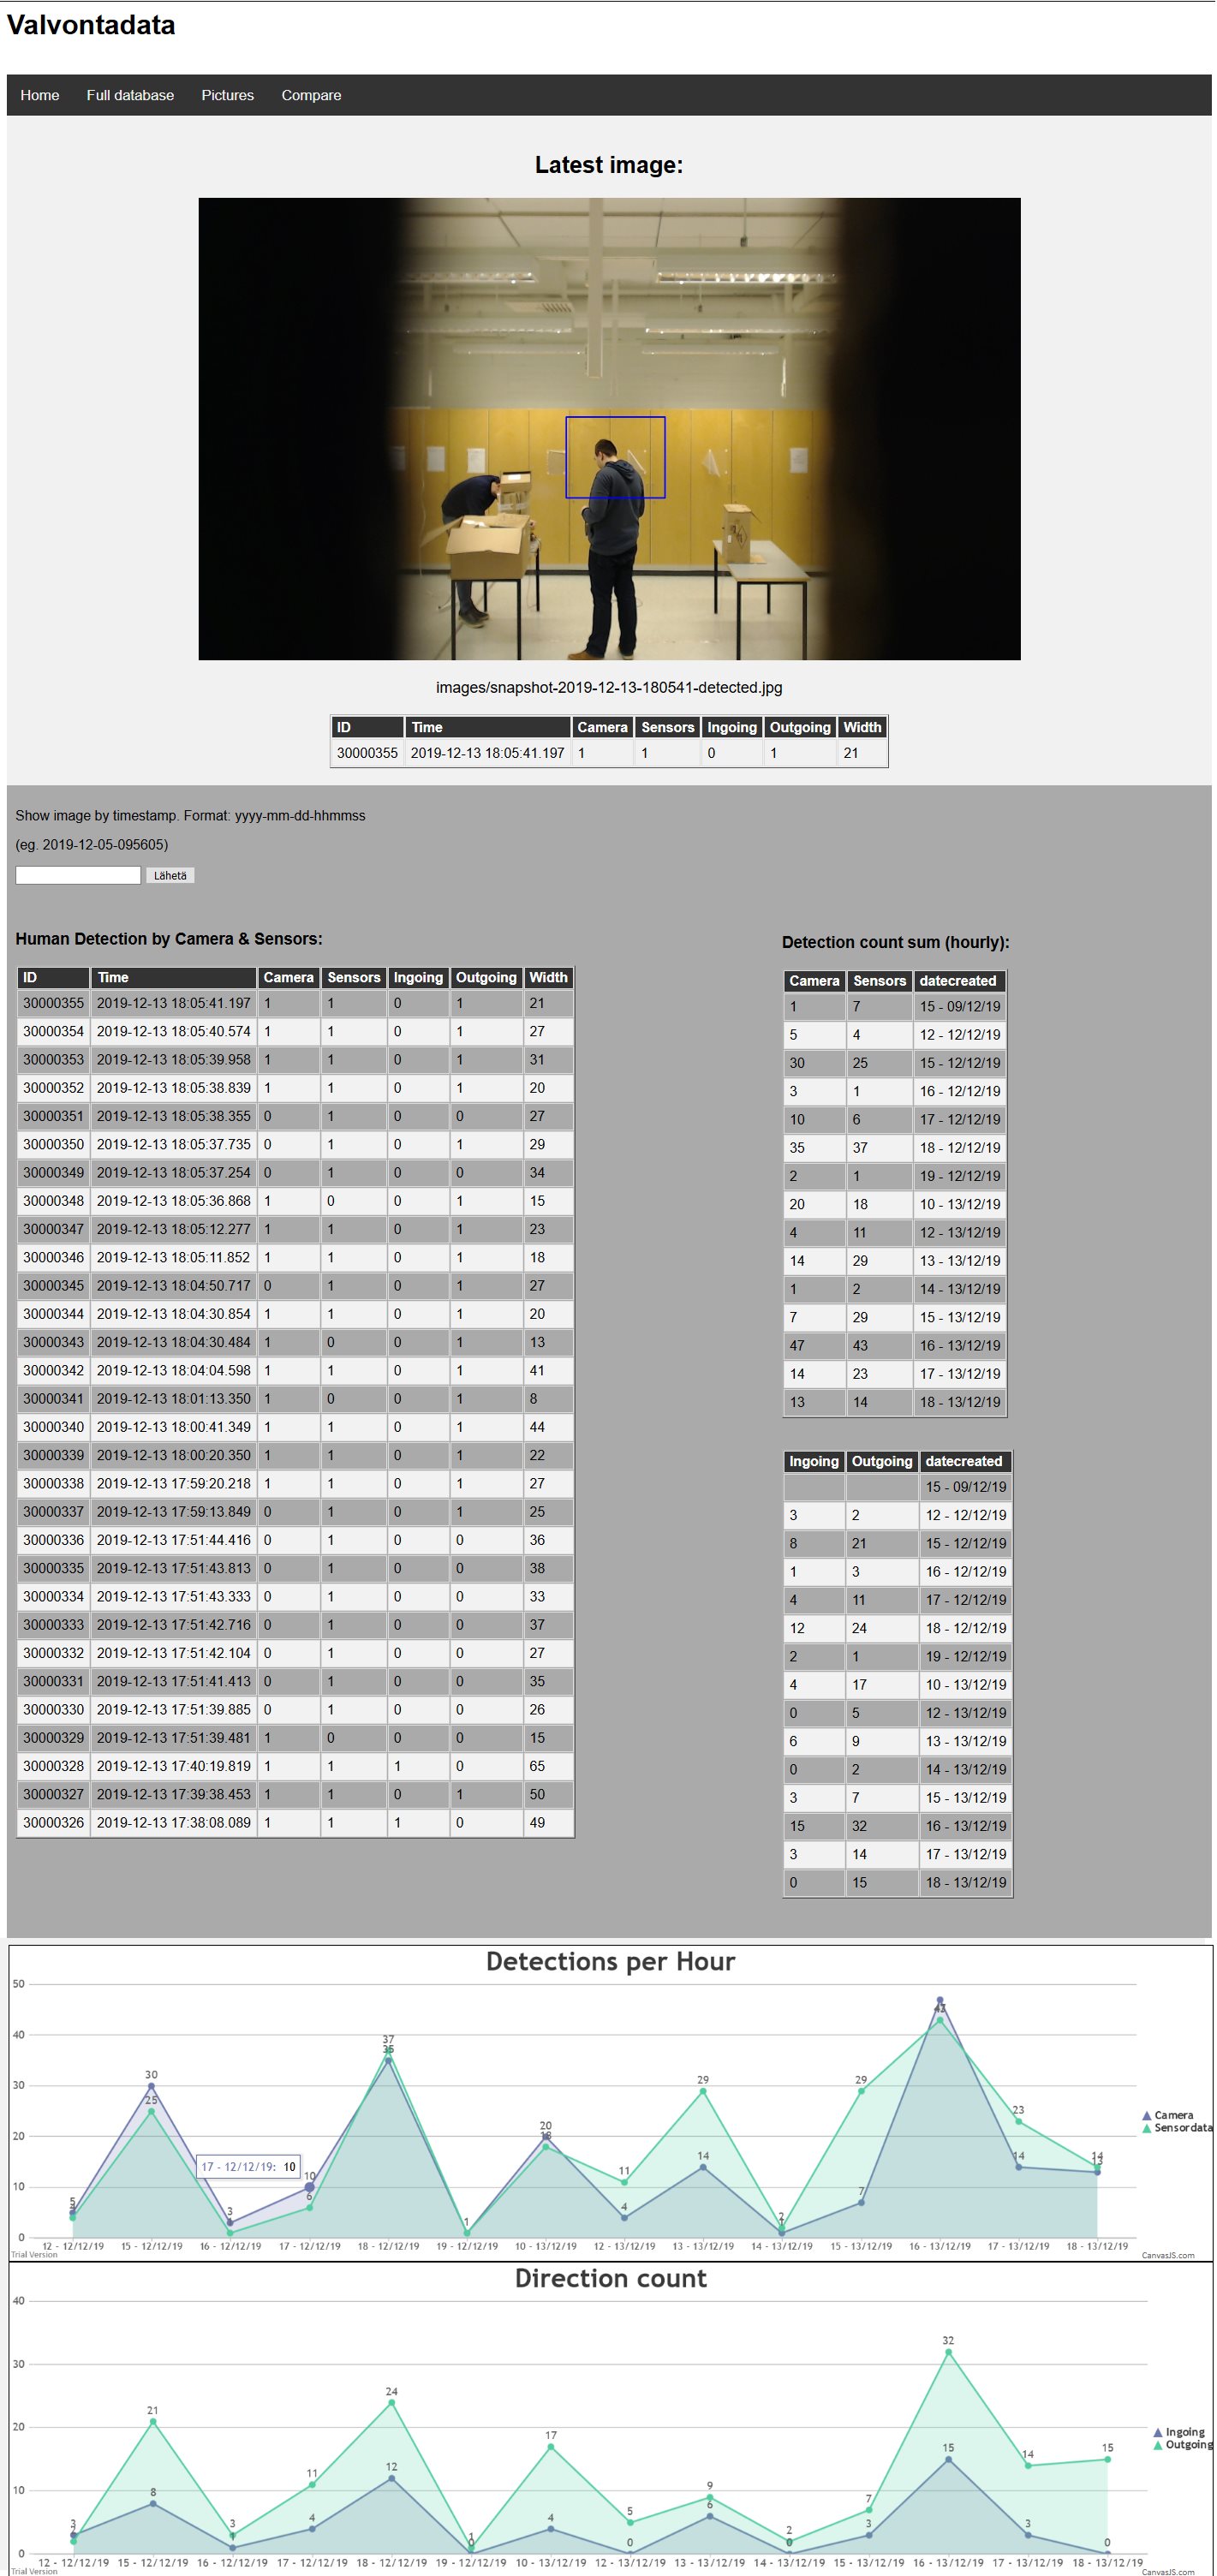 Valvontadata
Home Full database Pictures Compare
Latest image:
images/snapshot-2019-12-13-180541-detected.jpg
ID Time Camera Sensors Ingoing Outgoing Width
30000355 2019-12-13 18:05:41.197 1 1 0 1 21
Show image by timestamp. Format: yyyy-mm-dd-hhmmss
(eg. 2019-12-05-095605)
Lähetä
Human Detection by Camera & Sensors:
ID Time Camera Sensors Ingoing Outgoing Width
30000355 2019-12-13 18:05:41.197 1 1 0 1 21
30000354 2019-12-13 18:05:40.574 1 1 0 1 27
30000353 2019-12-13 18:05:39.958 1 1 0 1 31
30000352 2019-12-13 18:05:38.839 1 1 0 1 20
30000351 2019-12-13 18:05:38.355 0 1 0 0 27
30000350 2019-12-13 18:05:37.735 0 1 0 1 29
30000349 2019-12-13 18:05:37.254 0 1 0 0 34
30000348 2019-12-13 18:05:36.868 1 0 0 1 15
30000347 2019-12-13 18:05:12.277 1 1 0 1 23
30000346 2019-12-13 18:05:11.852 1 1 0 1 18
30000345 2019-12-13 18:04:50.717 0 1 0 1 27
30000344 2019-12-13 18:04:30.854 1 1 0 1 20
30000343 2019-12-13 18:04:30.484 1 0 0 1 13
30000342 2019-12-13 18:04:04.598 1 1 0 1 41
30000341 2019-12-13 18:01:13.350 1 0 0 1 8
30000340 2019-12-13 18:00:41.349 1 1 0 1 44
30000339 2019-12-13 18:00:20.350 1 1 0 1 22
30000338 2019-12-13 17:59:20.218 1 1 0 1 27
30000337 2019-12-13 17:59:13.849 0 1 0 1 25
30000336 2019-12-13 17:51:44.416 0 1 0 0 36
30000335 2019-12-13 17:51:43.813 0 1 0 0 38
30000334 2019-12-13 17:51:43.333 0 1 0 0 33
30000333 2019-12-13 17:51:42.716 0 1 0 0 37
30000332 2019-12-13 17:51:42.104 0 1 0 0 27
30000331 2019-12-13 17:51:41.413 0 1 0 0 35
30000330 2019-12-13 17:51:39.885 0 1 0 0 26
30000329 2019-12-13 17:51:39.481 1 0 0 0 15
30000328 2019-12-13 17:40:19.819 1 1 1 0 65
30000327 2019-12-13 17:39:38.453 1 1 0 1 50
30000326 2019-12-13 17:38:08.089 1 1 1 0 49
Detection count sum (hourly):
Camera Sensors datecreated
1 7 15 - 09/12/19
5 4 12 - 12/12/19
30 25 15 - 12/12/19
3 1 16 - 12/12/19
10 6 17 - 12/12/19
35 37 18 - 12/12/19
2 1 19 - 12/12/19
20 18 10 - 13/12/19
4 11 12 - 13/12/19
14 29 13 - 13/12/19
1 2 14 - 13/12/19
7 29 15 - 13/12/19
47 43 16 - 13/12/19
14 23 17 - 13/12/19
13 14 18 - 13/12/19
Ingoing Outgoing datecreated
15 - 09/12/19
3 2 12 - 12/12/19
8 21 15 - 12/12/19
1 3 16 - 12/12/19
4 11 17 - 12/12/19
12 24 18 - 12/12/19
2 1 19 - 12/12/19
4 17 10 - 13/12/19
0 5 12 - 13/12/19
6 9 13 - 13/12/19
0 2 14 - 13/12/19
3 7 15 - 13/12/19
15 32 16 - 13/12/19
3 14 17 - 13/12/19
0 15 18 - 13/12/19
Detections per Hour
50
40
30
20
10
0
5 30 3 10 35 1 20 4 14 2 7 47 14 13
25 6 37 18 11 29 29 23 14
17 - 12/12/19: 10
Camera
Sensordata
12 - 12/12/19 15 - 12/12/19 16 - 12/12/19 17 - 12/12/19 18 - 12/12/19 19 - 12/12/19 10 - 13/12/19 12 - 13/12/19 13 - 13/12/19 14 - 13/12/19 15 - 13/12/19 16 - 13/12/19 17 - 13/12/19 18 - 13/12/19
Trial Version CanvasJS.com
Direction count
40
30
20
10
0
21 3 11 24 1 17 5 9 2 7 32 14 15
3 8 1 4 12 0 4 0 6 0 3 15 3 0
Ingoing
Outgoing
12 - 12/12/19 15 - 12/12/19 16 - 12/12/19 17 - 12/12/19 18 - 12/12/19 19 - 12/12/19 10 - 13/12/19 12 - 13/12/19 13 - 13/12/19 14 - 13/12/19 15 - 13/12/19 16 - 13/12/19 17 - 13/12/19 18 - 13/12/19
Trial Version CanvasJS.com